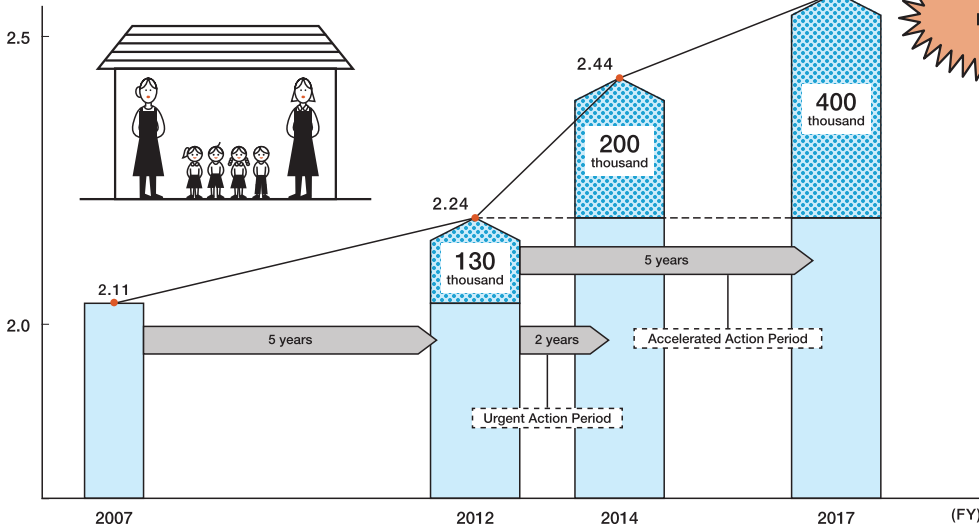 2.5
2.44
400
thousand
200
thousand
2.24
130
thousand
5 years
2.11
2.0
5 years
2 years
Accelerated Action Period
Urgent Action Period
2007
2012
2014
2017
(FY)